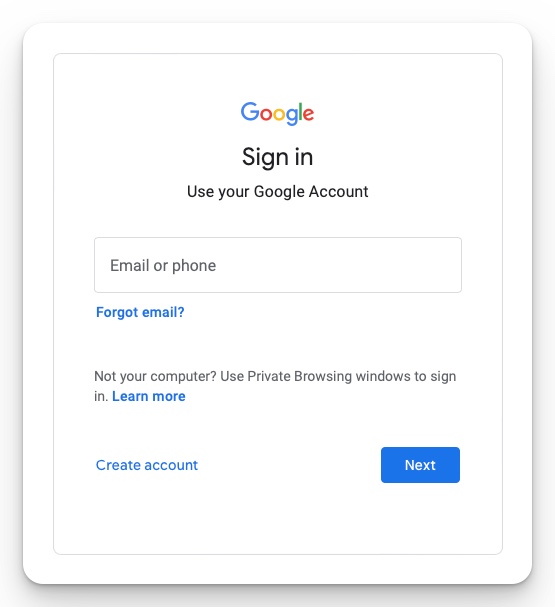 Google
Sign in
Use your Google Account
Email or phone
Forgot email?
Not your computer? Use Private Browsing windows to sign
in. Learn more
Create account
Next